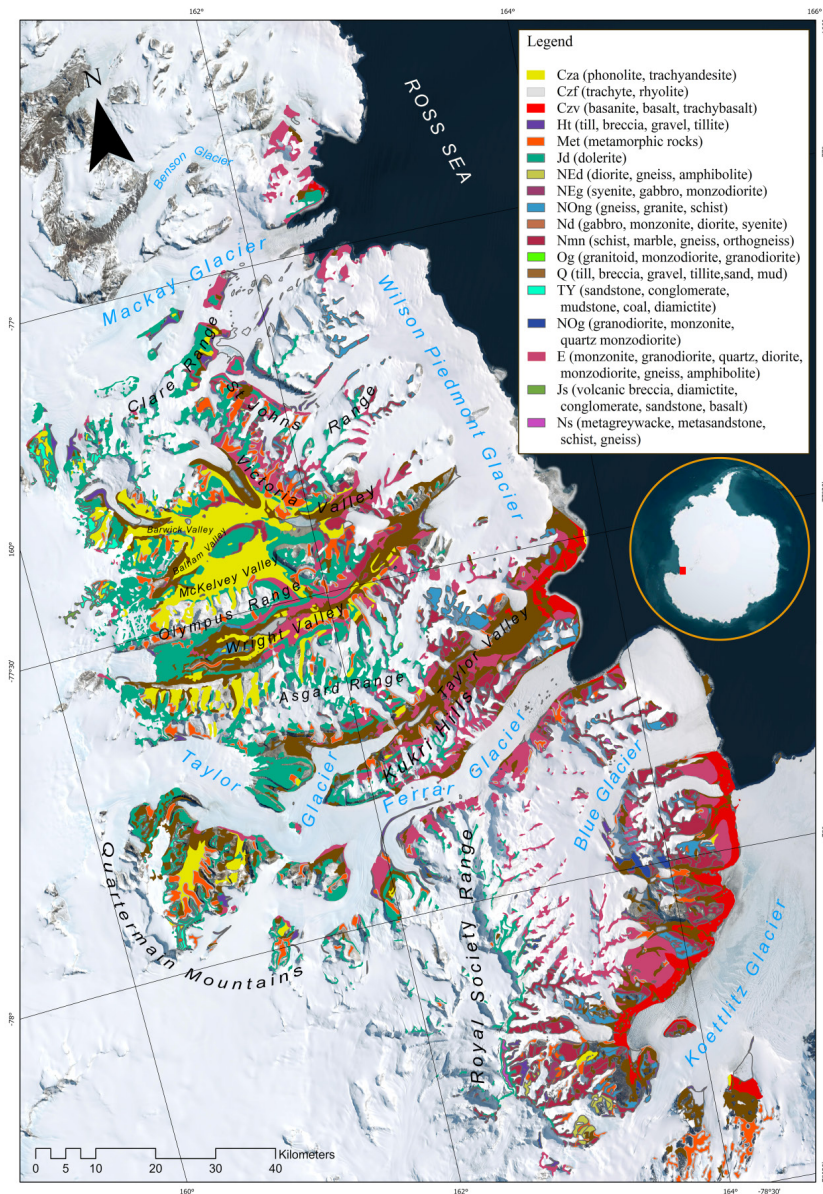 162°
164°
166°
N
ROSS SEA
Benson Glacier
Mackay Glacier
-77°
Clare Range
St Johns Range
Wilson Piedmont Glacier
Victoria Valley
Barwick Valley
Balham Valley
McKelvey Valley
160°
Olympus Range
Wright Valley
-77°30'
Asgard Range
Taylor Valley
Kukri Hills
Taylor Glacier
Ferrar Glacier
Blue Glacier
Quartermain Mountains
Royal Society Range
Koettlitz Glacier
-78°
Legend
Cza (phonolite, trachyandesite)
Czf (trachyte, rhyolite)
Czv (basanite, basalt, trachybasalt)
Ht (till, breccia, gravel, tillite)
Met (metamorphic rocks)
Jd (dolerite)
NEd (diorite, gneiss, amphibolite)
NEg (syenite, gabbro, monzodiorite)
NOng (gneiss, granite, schist)
Nd (gabbro, monzonite, diorite, syenite)
Nmn (schist, marble, gneiss, orthogneiss)
Og (granitoid, monzodiorite, granodiorite)
Q (till, breccia, gravel, tillite,sand, mud)
TY (sandstone, conglomerate,
mudstone, coal, diamictite)
NOg (granodiorite, monzonite,
quartz monzodiorite)
E (monzonite, granodiorite, quartz, diorite,
monzodiorite, gneiss, amphibolite)
Js (volcanic breccia, diamictite,
conglomerate, sandstone, basalt)
Ns (metagreywacke, metasandstone,
schist, gneiss)
0 5 10 20 30 40
Kilometers
160°
162°
-78°30'